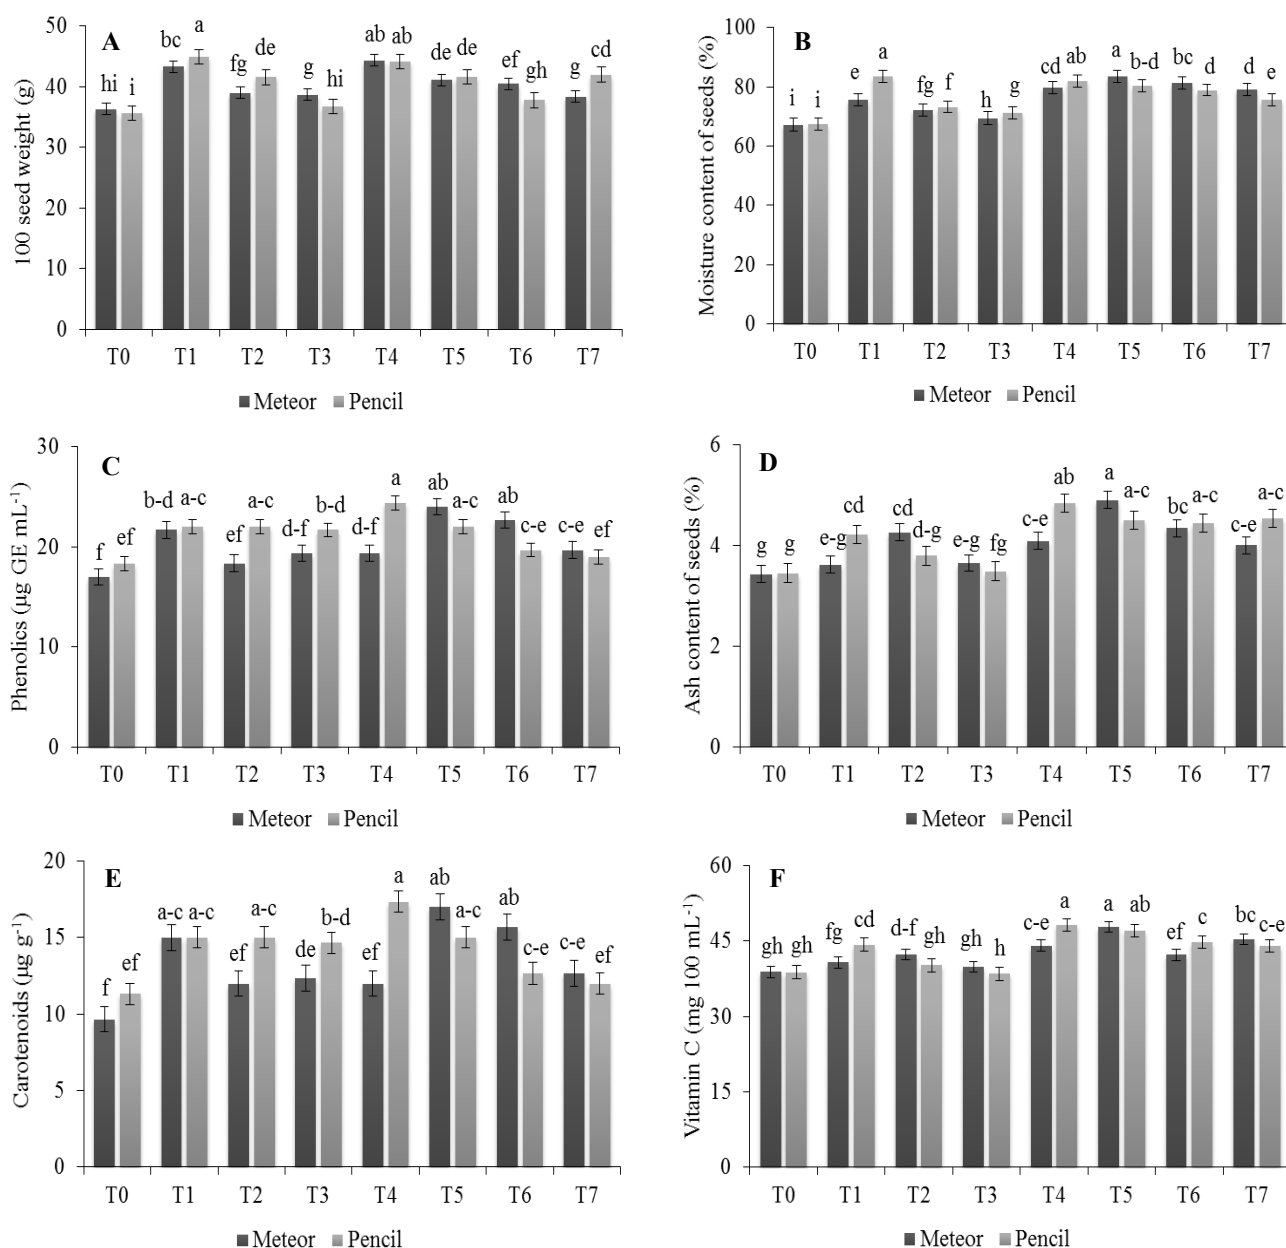 A
100 seed weight (g)
50
40
30
20
10
0
hi i bc a fg de g hi ab ab de de ef gh g cd
T0 T1 T2 T3 T4 T5 T6 T7
Meteor Pencil
B
Moisture content of seeds (%)
100
80
60
40
20
0
i i e a fg f h g cd ab a b-d bc d d e
T0 T1 T2 T3 T4 T5 T6 T7
Meteor Pencil
C
Phenolics (µg GE mL-1)
30
20
10
0
f ef b-d a-c ef a-c d-f b-d d-f a ab a-c ab c-e c-e ef
T0 T1 T2 T3 T4 T5 T6 T7
Meteor Pencil
D
Ash content of seeds (%)
6
4
2
0
g g e-g cd cd d-g e-g fg c-e ab a a-c bc a-c c-e a-c
T0 T1 T2 T3 T4 T5 T6 T7
Meteor Pencil
E
Carotenoids (µg g-1)
20
15
10
5
0
f ef a-c a-c ef a-c de b-d ef a ab a-c ab c-e c-e ef
T0 T1 T2 T3 T4 T5 T6 T7
Meteor Pencil
F
Vitamin C (mg 100 mL-1)
60
45
30
15
0
gh gh fg cd d-f gh gh h c-e a a ab ef c bc c-e
T0 T1 T2 T3 T4 T5 T6 T7
Meteor Pencil